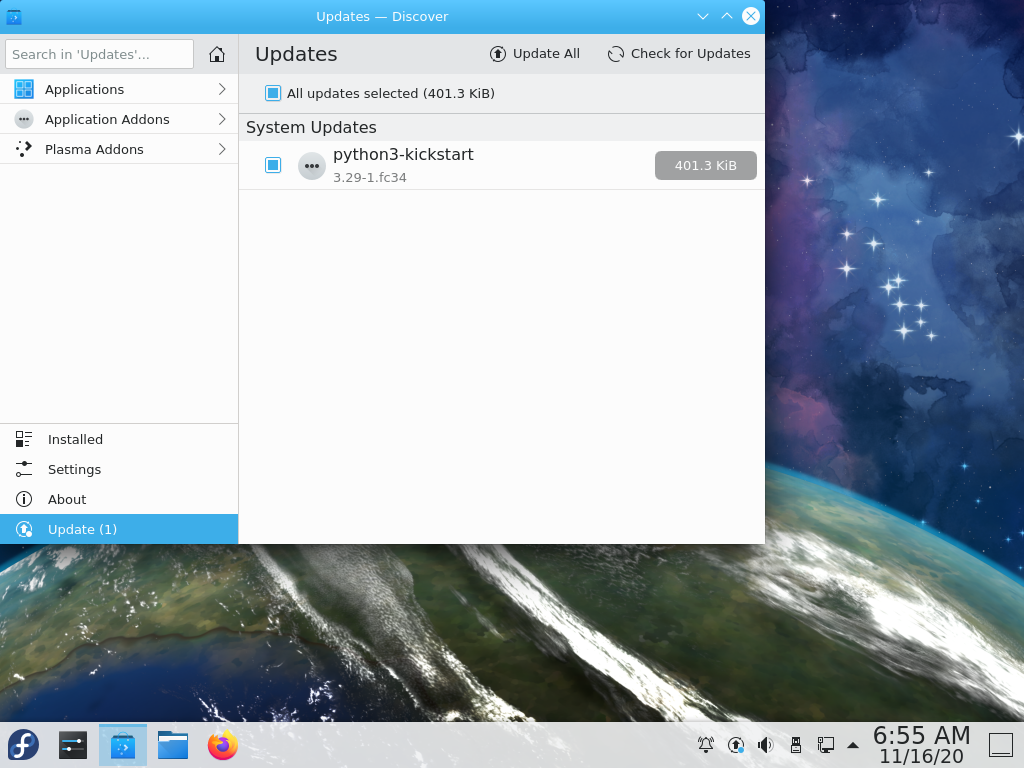 Updates — Discover
Search in 'Updates'...
Updates
Update All
Check for Updates
Applications
Application Addons
Plasma Addons
All updates selected (401.3 KiB)
System Updates
python3-kickstart
3.29-1.fc34
401.3 KiB
Installed
Settings
About
Update (1)
6:55 AM
11/16/20